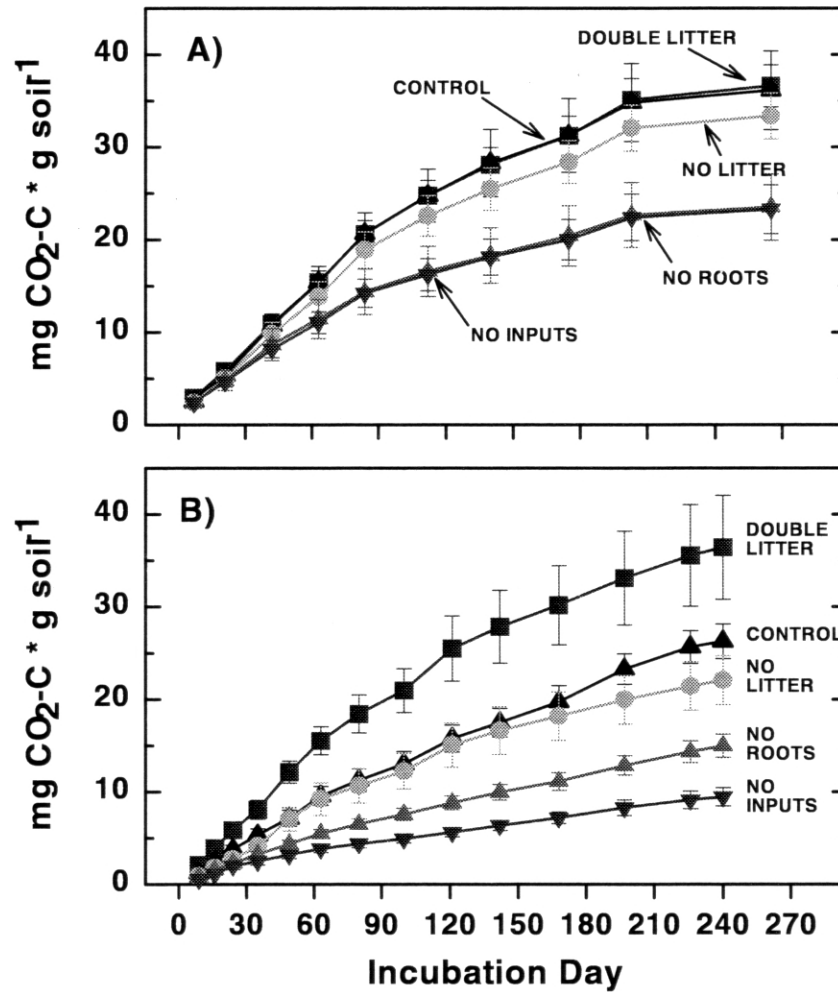 A)
DOUBLE LITTER
CONTROL
NO LITTER
NO ROOTS
NO INPUTS
mg CO2-C * g soil-1
40
30
20
10
0
B)
DOUBLE
LITTER
CONTROL
NO
LITTER
NO
ROOTS
NO
INPUTS
mg CO2-C * g soil-1
40
30
20
10
0
0 30 60 90 120 150 180 210 240 270
Incubation Day